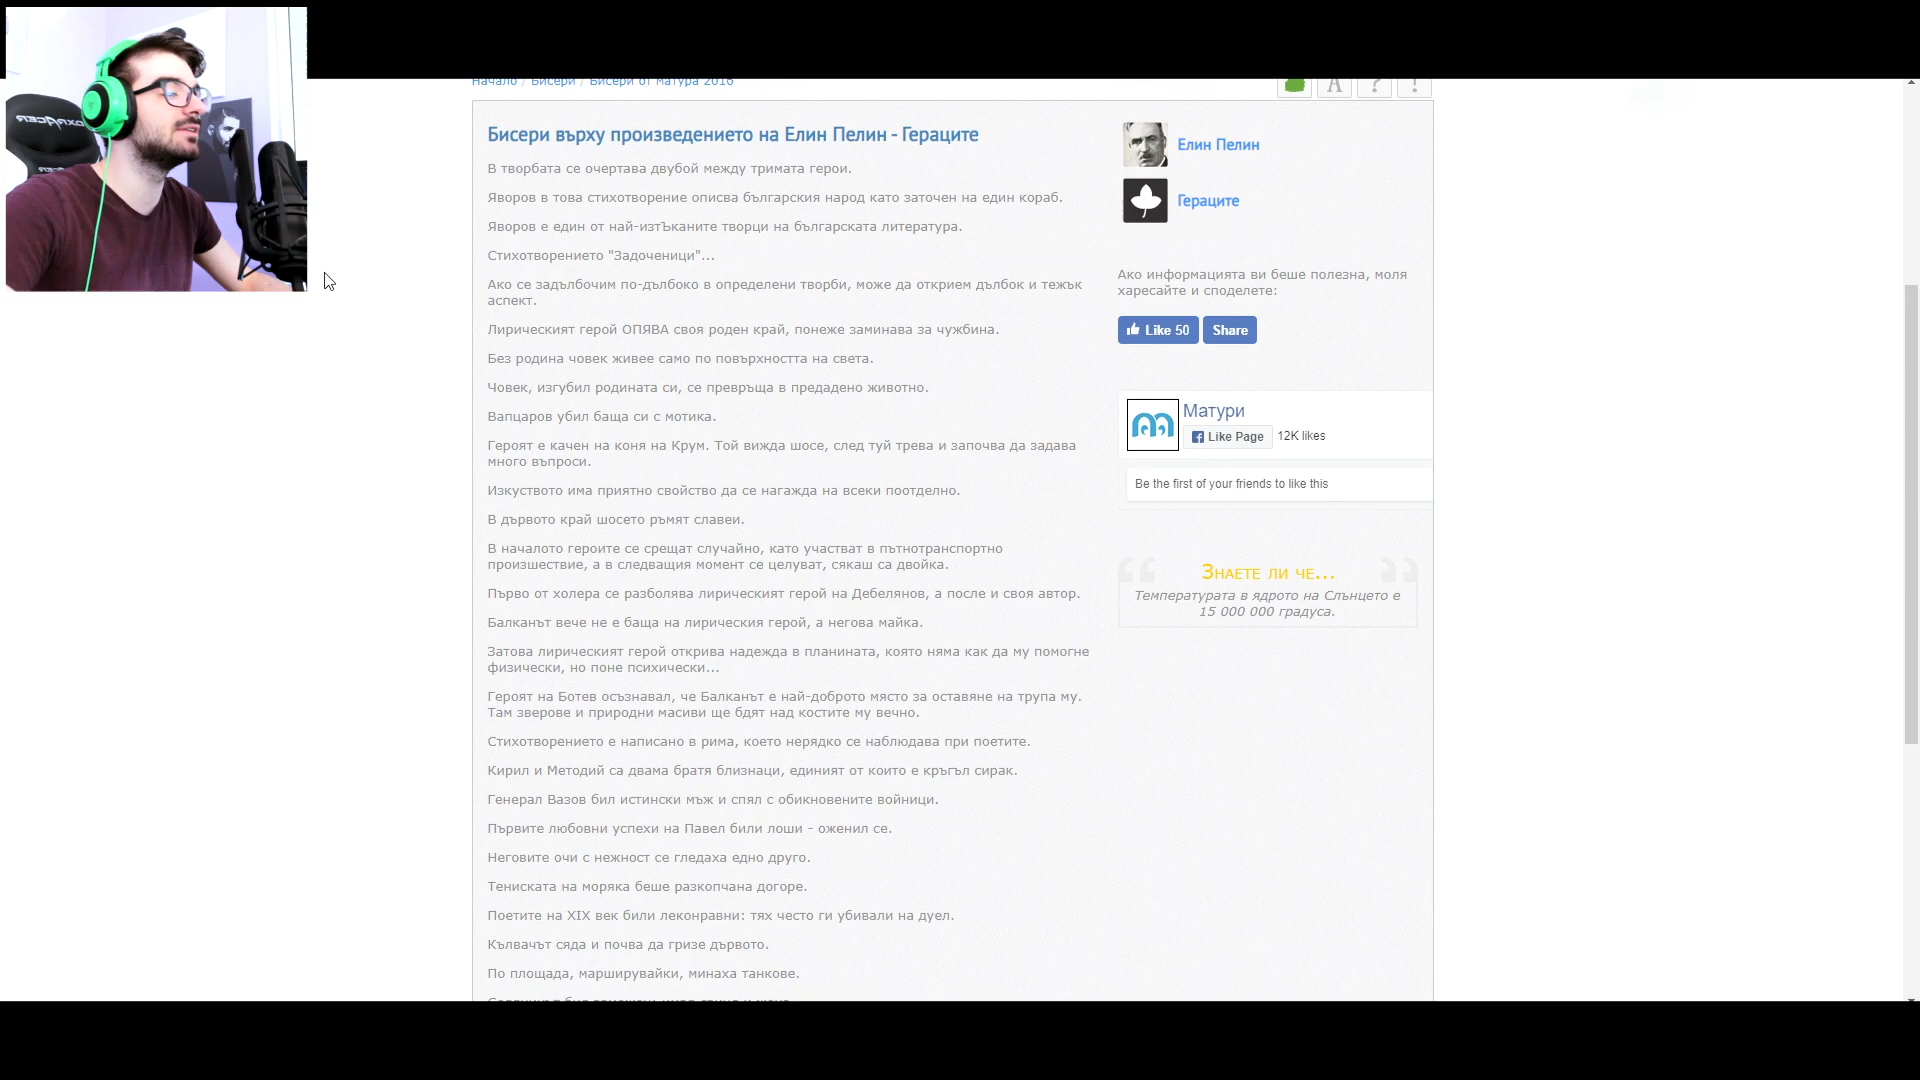 Начало / Бисери / Бисери от матура 2016
A ? !
Бисери върху произведението на Елин Пелин - Гераците
В творбата се очертава двубой между тримата герои.
Яворов в това стихотворение описва българския народ като заточен на един кораб.
Яворов е един от най-изтЪканите творци на българската литература.
Стихотворението "Задоченици"...
Ако се задълбочим по-дълбоко в определени творби, може да открием дълбок и тежък
аспект.
Лирическият герой ОПЯВА своя роден край, понеже заминава за чужбина.
Без родина човек живее само по повърхността на света.
Човек, изгубил родината си, се превръща в предадено животно.
Вапцаров убил баща си с мотика.
Героят е качен на коня на Крум. Той вижда шосе, след туй трева и започва да задава
много въпроси.
Изкуството има приятно свойство да се нагажда на всеки поотделно.
В дървото край шосето ръмят славеи.
В началото героите се срещат случайно, като участват в пътнотранспортно
произшествие, а в следващия момент се целуват, сякаш са двойка.
Първо от холера се разболява лирическият герой на Дебелянов, а после и своя автор.
Балканът вече не е баща на лирическия герой, а негова майка.
Затова лирическият герой открива надежда в планината, която няма как да му помогне
физически, но поне психически...
Героят на Ботев осъзнавал, че Балканът е най-доброто място за оставяне на трупа му.
Там зверове и природни масиви ще бдят над костите му вечно.
Стихотворението е написано в рима, което нерядко се наблюдава при поетите.
Кирил и Методий са двама братя близнаци, единият от които е кръгъл сирак.
Генерал Вазов бил истински мъж и спял с обикновените войници.
Първите любовни успехи на Павел били лоши - оженил се.
Неговите очи с нежност се гледаха едно друго.
Тениската на моряка беше разкопчана догоре.
Поетите на XIX век били леконравни: тях често ги убивали на дуел.
Кълвачът сяда и почва да гризе дървото.
По площада, марширувайки, минаха танкове.
Елин Пелин
Гераците
Ако информацията ви беше полезна, моля
харесайте и споделете:
Like 50 Share
Матури
Like Page 12K likes
Be the first of your friends to like this
Знаете ли че...
Температурата в ядрото на Слънцето е
15 000 000 градуса.